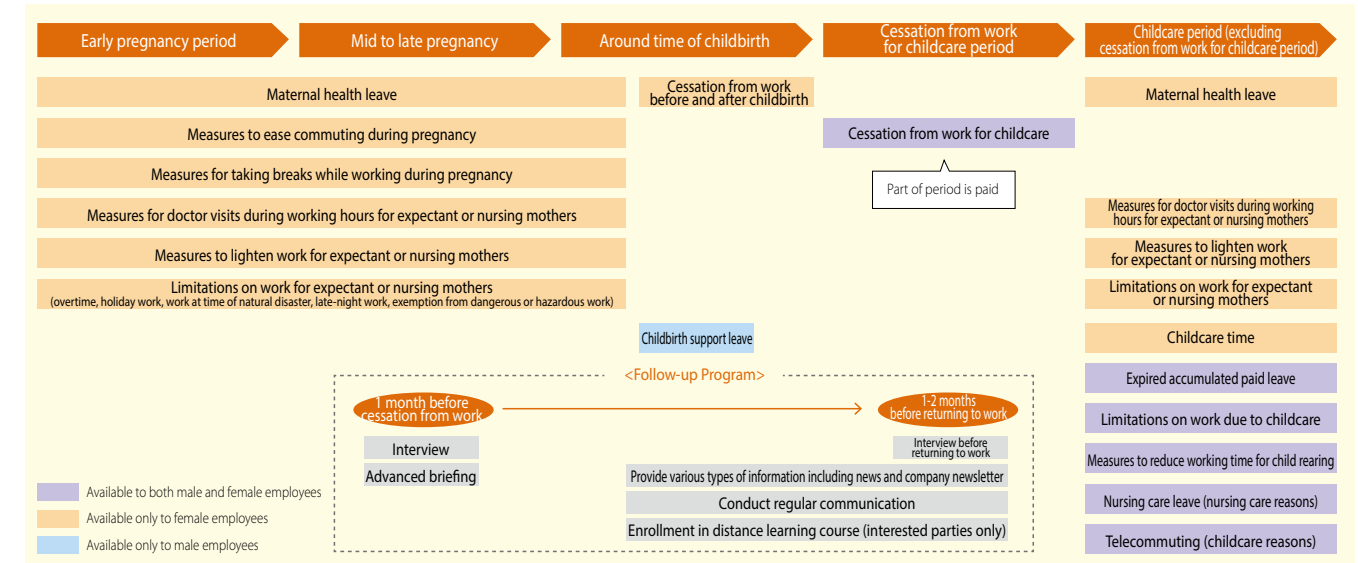 Early pregnancy period
Mid to late pregnancy
Around time of childbirth
Cessation from work
for childcare period
Childcare period (excluding
cessation from work for childcare period)
Maternal health leave
Cessation from work
before and after childbirth
Maternal health leave
Measures to ease commuting during pregnancy
Cessation from work for childcare
Measures for taking breaks while working during pregnancy
Part of period is paid
Measures for doctor visits during working hours for expectant or nursing mothers
Measures for doctor visits during working
hours for expectant or nursing mothers
Measures to lighten work for expectant or nursing mothers
Measures to lighten work
for expectant or nursing mothers
Limitations on work for expectant or nursing mothers
(overtime, holiday work, work at time of natural disaster, late-night work, exemption from dangerous or hazardous work)
Limitations on work for expectant
or nursing mothers
Childbirth support leave
Childcare time
<Follow-up Program>
Expired accumulated paid leave
1 month before
cessation from work
1-2 months
before returning to work
Limitations on work due to childcare
Interview
Interview before
returning to work
Measures to reduce working time for child rearing
Advanced briefing
Provide various types of information including news and company newsletter
Available to both male and female employees
Conduct regular communication
Nursing care leave (nursing care reasons)
Available only to female employees
Enrollment in distance learning course (interested parties only)
Available only to male employees
Telecommuting (childcare reasons)